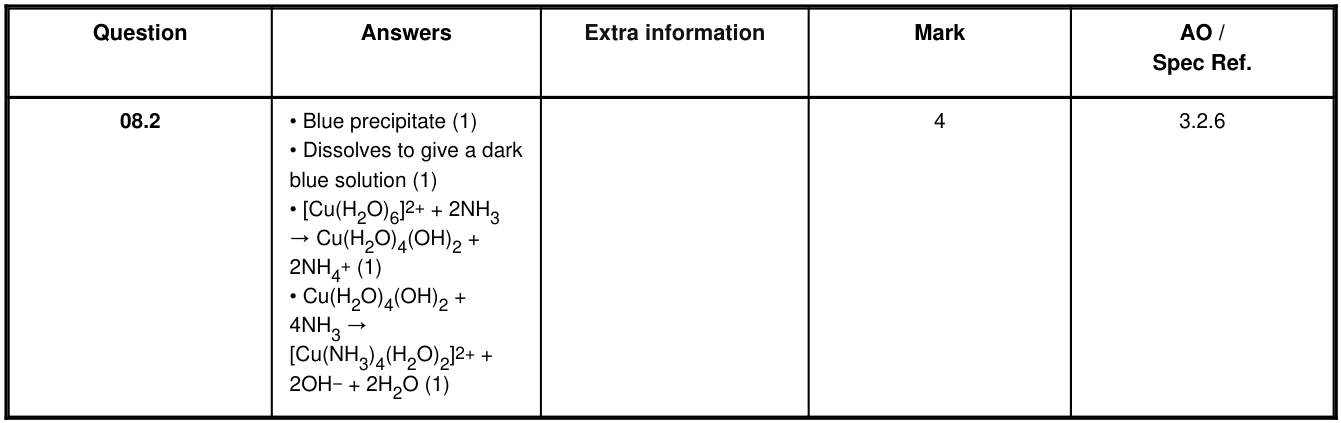 Question Answers Extra information Mark AO /
Spec Ref.
08.2 • Blue precipitate (1) 4 3.2.6
• Dissolves to give a dark
blue solution (1)
• [Cu(H₂O)₆]²⁺ + 2NH₃
→ Cu(H₂O)₄(OH)₂ +
2NH₄⁺ (1)
• Cu(H₂O)₄(OH)₂ +
4NH₃ →
[Cu(NH₃)₄(H₂O)₂]²⁺ +
2OH⁻ + 2H₂O (1)